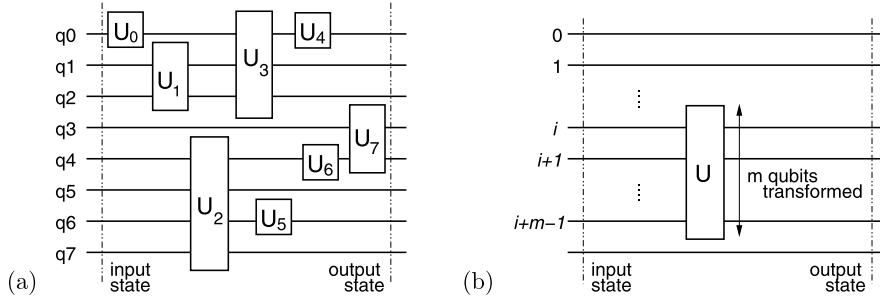 q0
q1
q2
q3
q4
q5
q6
q7
U0
U1
U2
U3
U4
U5
U6
U7
input
state
output
state
(a)
0
1
i
i+1
i+m−1
U
m qubits
transformed
input
state
output
state
(b)